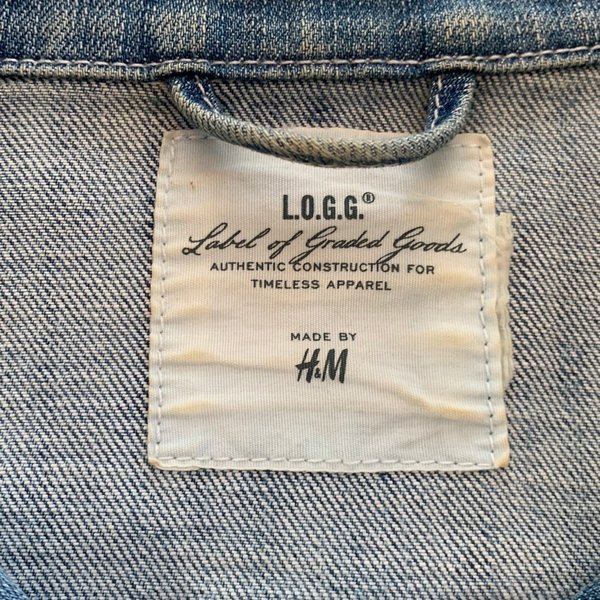 L.O.G.G.®
Label of Graded Goods
AUTHENTIC CONSTRUCTION FOR
TIMELESS APPAREL
MADE BY
H&M